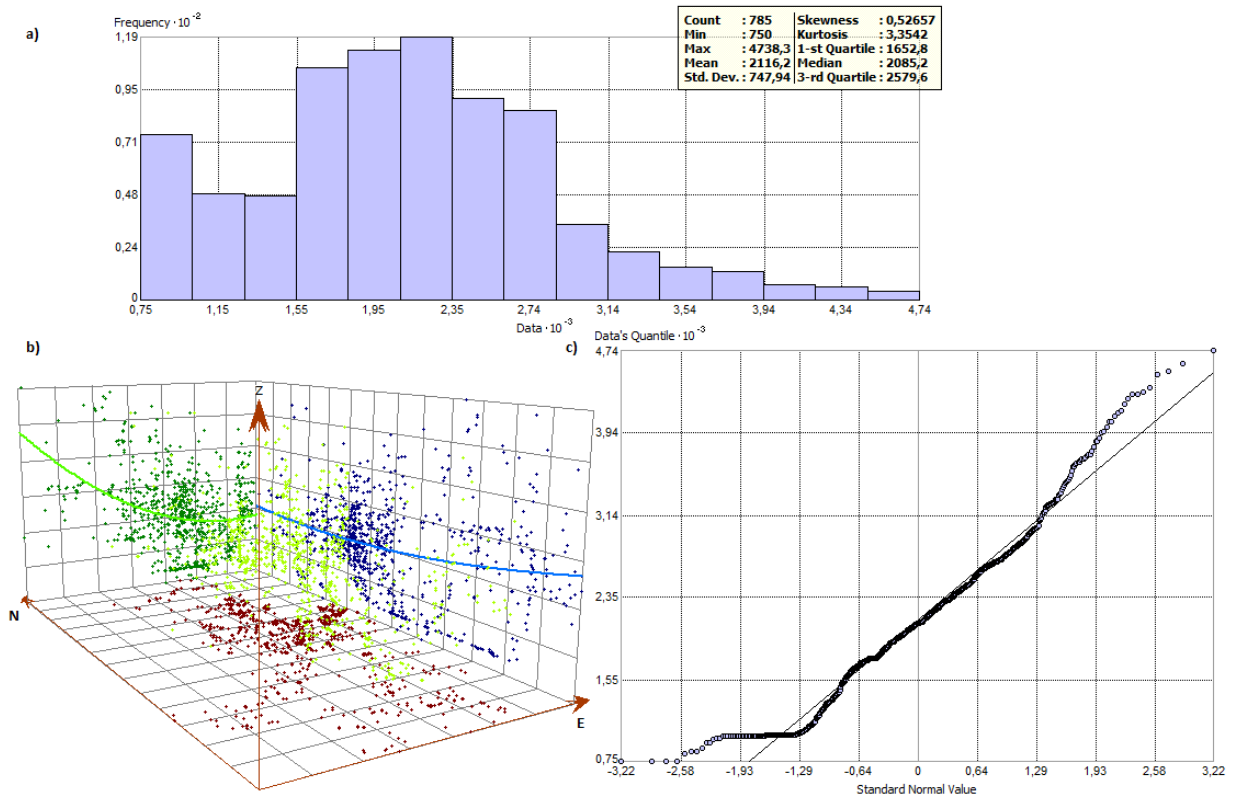 Frequency · 10⁻²
a)
1,19
0,95
0,71
0,48
0,24
0
0,75 1,15 1,55 1,95 2,35 2,74 3,14 3,54 3,94 4,34 4,74
Data · 10⁻³
Count : 785 Skewness : 0,52657
Min : 750 Kurtosis : 3,3542
Max : 4738,3 1-st Quartile : 1652,8
Mean : 2116,2 Median : 2085,2
Std. Dev. : 747,94 3-rd Quartile : 2579,6
b)
Z
N
E
c)
Data's Quantile · 10⁻³
4,74
3,94
3,14
2,35
1,55
0,75
-3,22 -2,58 -1,93 -1,29 -0,64 0 0,64 1,29 1,93 2,58 3,22
Standard Normal Value